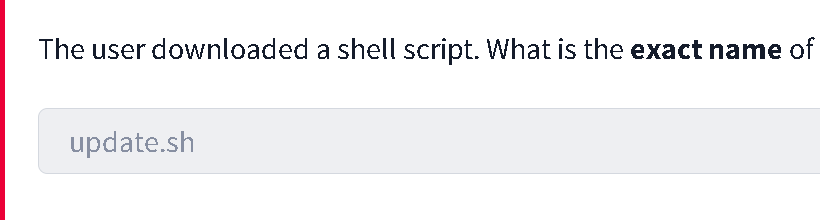 The user downloaded a shell script. What is the exact name of
update.sh